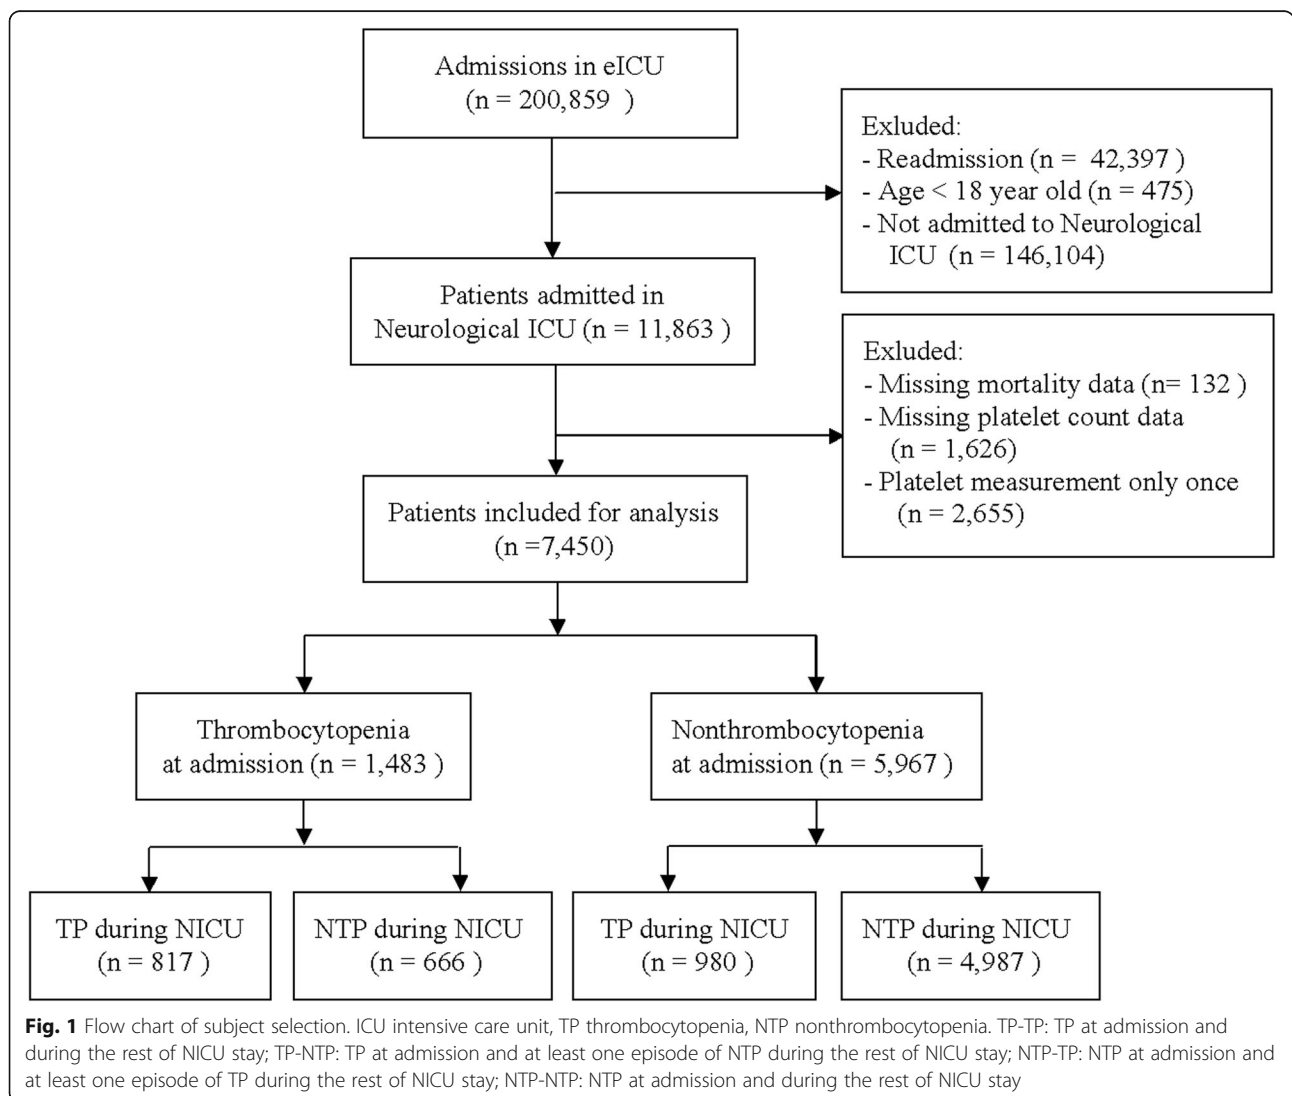 Admissions in eICU
(n = 200,859 )
Exluded:
- Readmission (n = 42,397)
- Age < 18 year old (n = 475)
- Not admitted to Neurological
ICU (n = 146,104)
Patients admitted in
Neurological ICU (n = 11,863 )
Exluded:
- Missing mortality data (n= 132 )
- Missing platelet count data
(n = 1,626)
- Platelet measurement only once
(n = 2,655)
Patients included for analysis
(n =7,450)
Thrombocytopenia
at admission (n = 1,483 )
Nonthrombocytopenia
at admission (n = 5,967 )
TP during NICU
(n = 817 )
NTP during NICU
(n = 666 )
TP during NICU
(n = 980 )
NTP during NICU
(n = 4,987 )
Fig. 1 Flow chart of subject selection. ICU intensive care unit, TP thrombocytopenia, NTP nonthrombocytopenia. TP-TP: TP at admission and
during the rest of NICU stay; TP-NTP: TP at admission and at least one episode of NTP during the rest of NICU stay; NTP-TP: NTP at admission and
at least one episode of TP during the rest of NICU stay; NTP-NTP: NTP at admission and during the rest of NICU stay